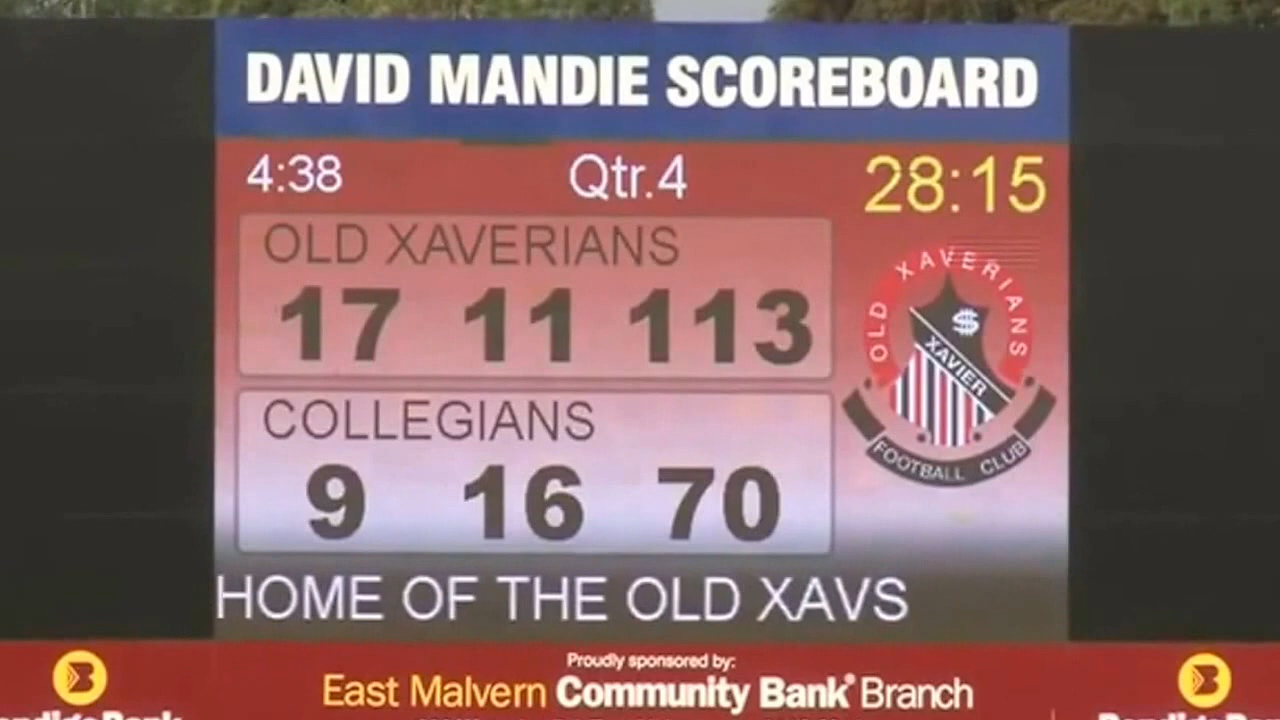 DAVID MANDIE SCOREBOARD
4:38 Qtr.4 28:15
OLD XAVERIANS
17 11 113
COLLEGIANS
9 16 70
OLD XAVERIANS
XAVIER
FOOTBALL CLUB
HOME OF THE OLD XAVS
Proudly sponsored by:
East Malvern Community Bank® Branch